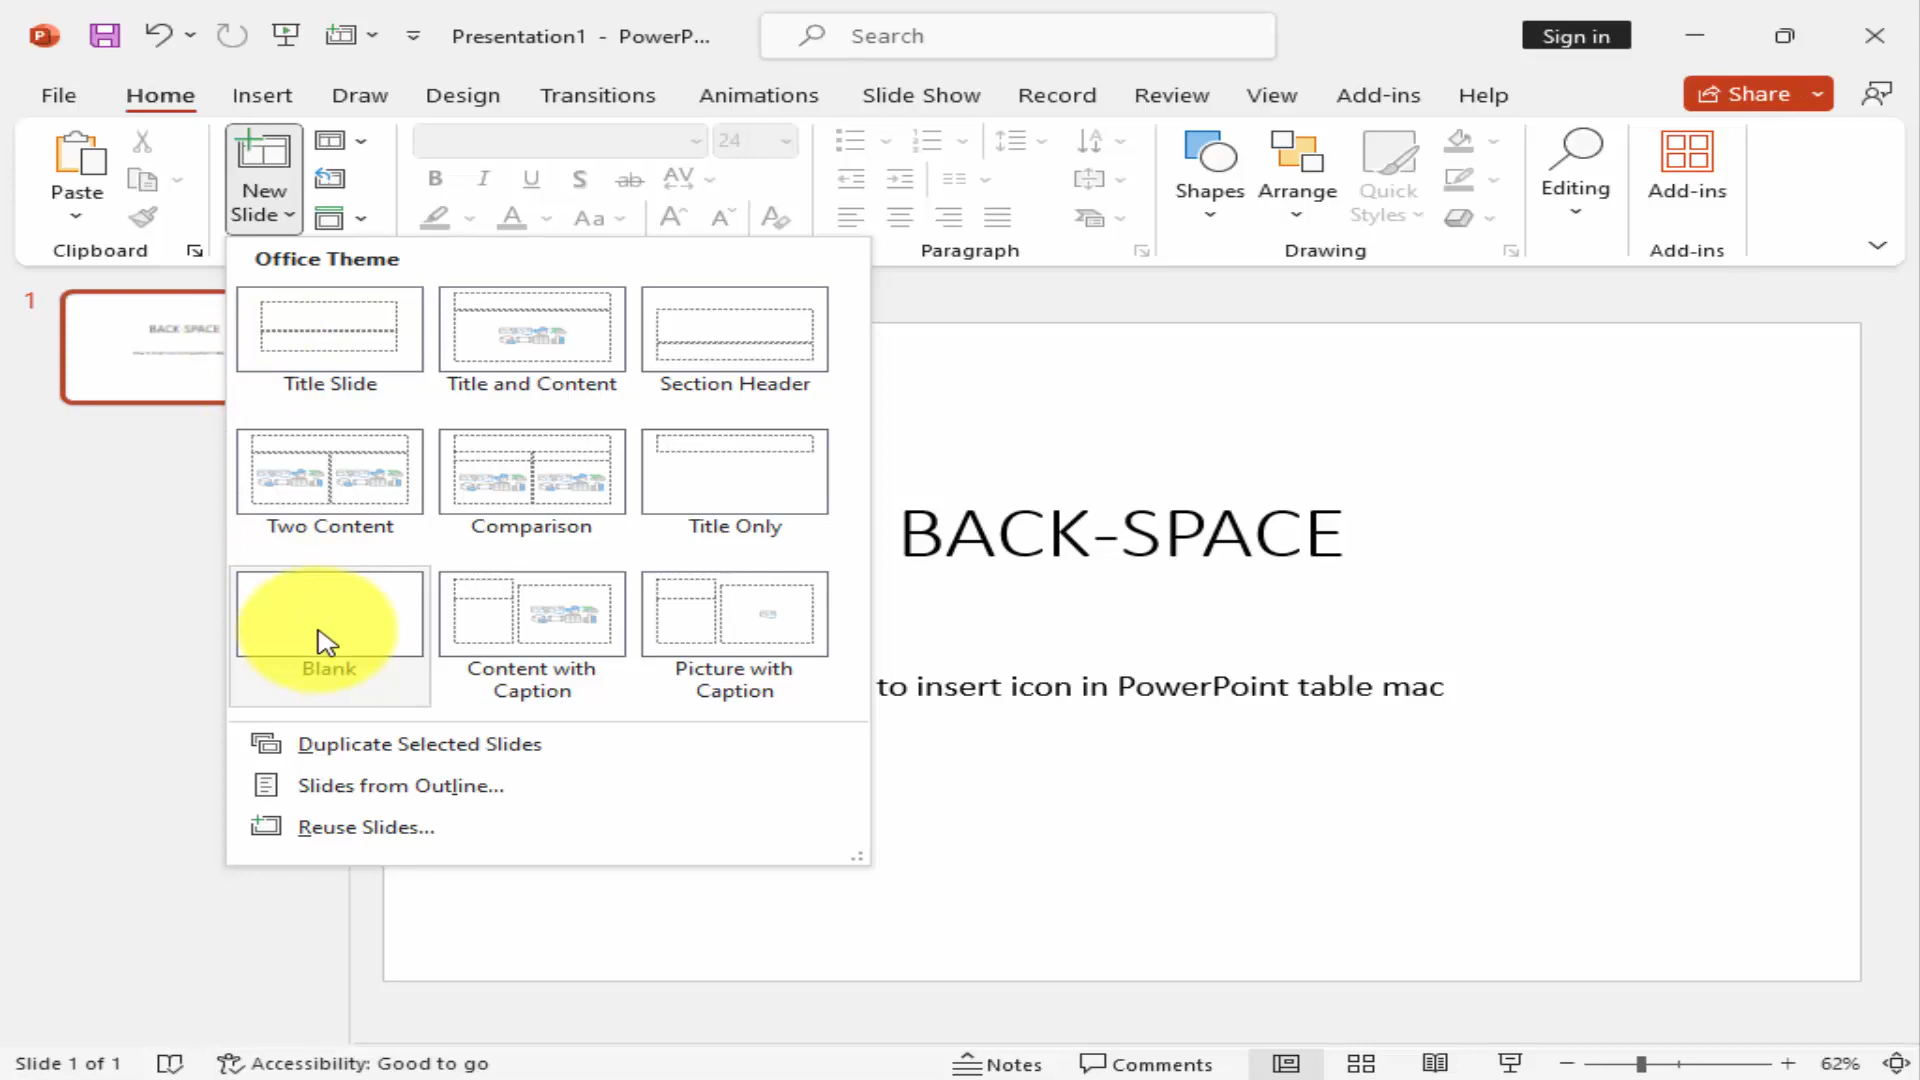 Presentation1 - PowerP...
Search
Sign in
File
Home
Insert
Draw
Design
Transitions
Animations
Slide Show
Record
Review
View
Add-ins
Help
Share
Paste
New
Slide
24
Shapes
Arrange
Quick
Styles
Editing
Add-ins
Clipboard
Paragraph
Drawing
Add-ins
Office Theme
1
BACK-SPACE
Title Slide
Title and Content
Section Header
Two Content
Comparison
Title Only
Blank
Content with
Caption
Picture with
Caption
Duplicate Selected Slides
Slides from Outline...
Reuse Slides...
BACK-SPACE
to insert icon in PowerPoint table mac
Slide 1 of 1
Accessibility: Good to go
Notes
Comments
62%